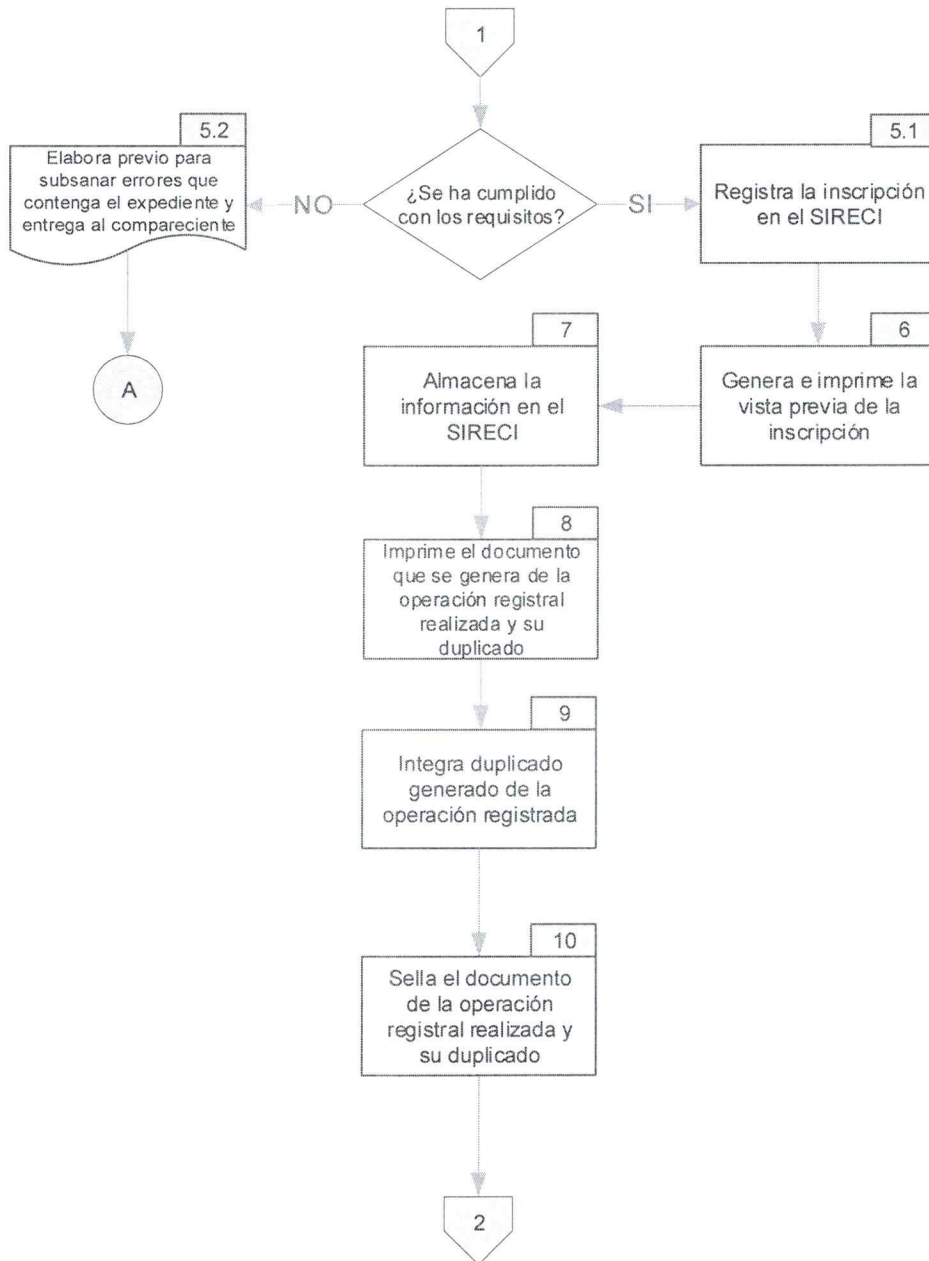 1
¿Se ha cumplido
con los requisitos?
NO
SI
5.2
Elabora previo para
subsanar errores que
contenga el expediente y
entrega al compareciente
A
5.1
Registra la inscripción
en el SIRECI
6
Genera e imprime la
vista previa de la
inscripción
7
Almacena la
información en el
SIRECI
8
Imprime el documento
que se genera de la
operación registral
realizada y su
duplicado
9
Integra duplicado
generado de la
operación registrada
10
Sella el documento
de la operación
registral realizada y
su duplicado
2